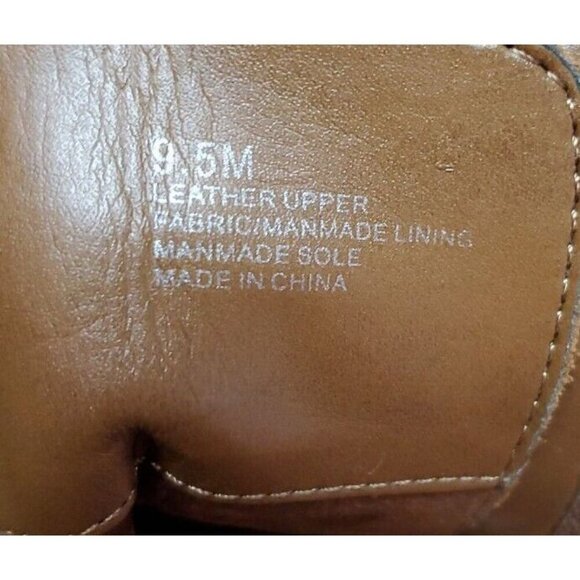 9.5M
LEATHER UPPER
FABRIC/MANMADE LINING
MANMADE SOLE
MADE IN CHINA